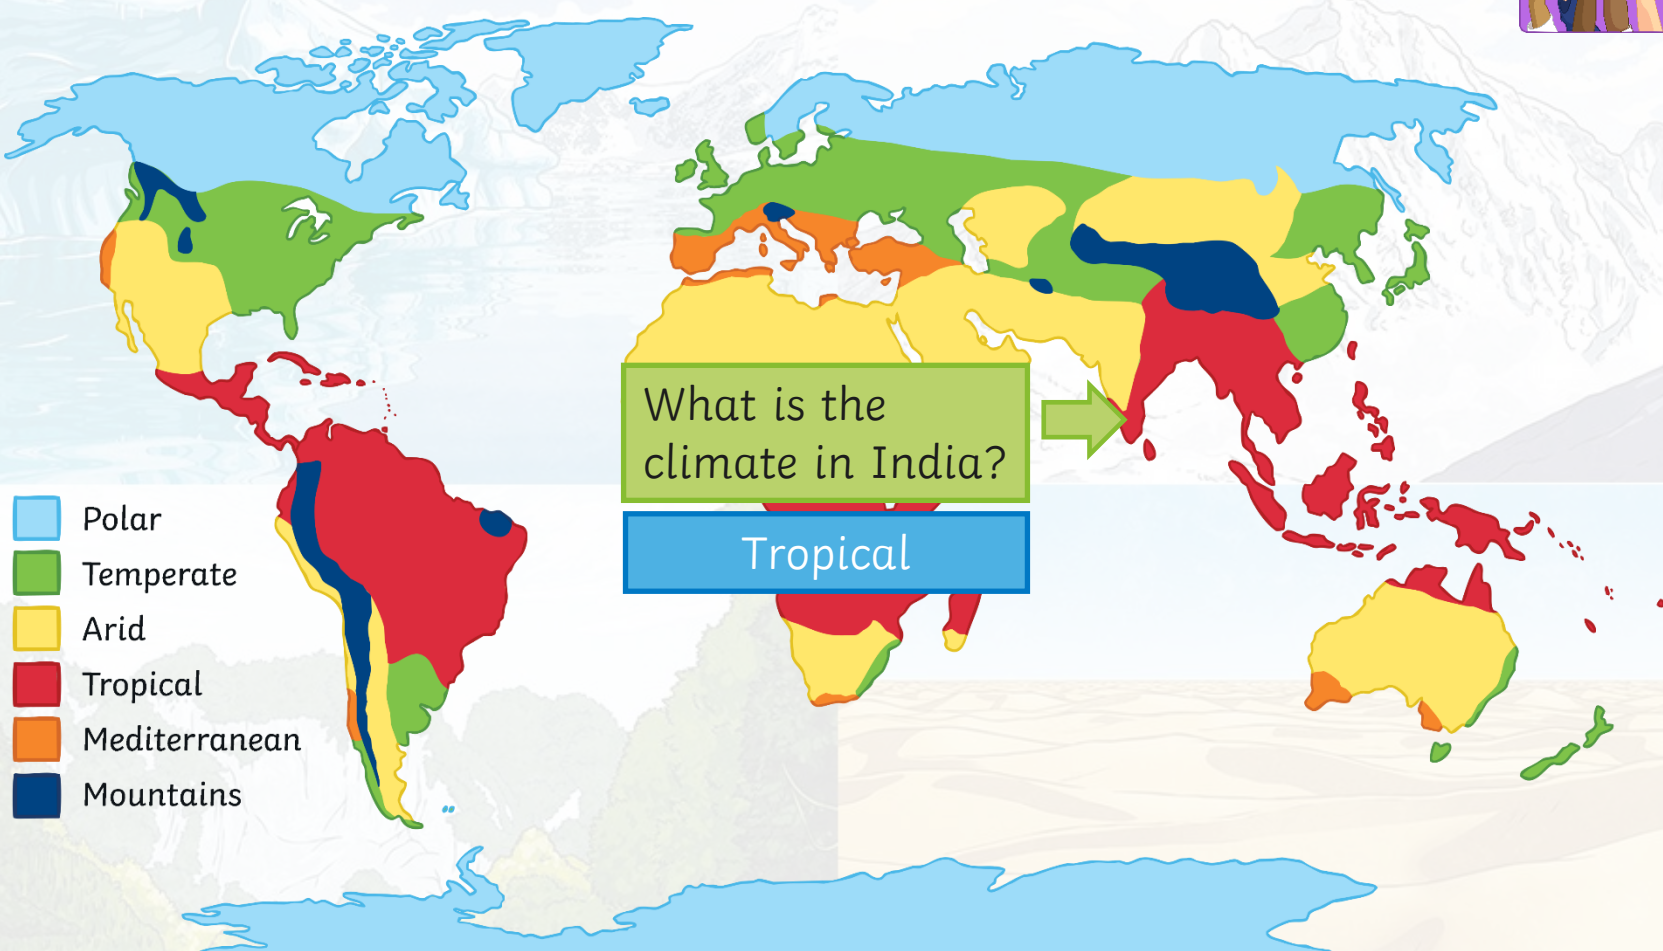 What is the
climate in India?
Tropical
Polar
Temperate
Arid
Tropical
Mediterranean
Mountains